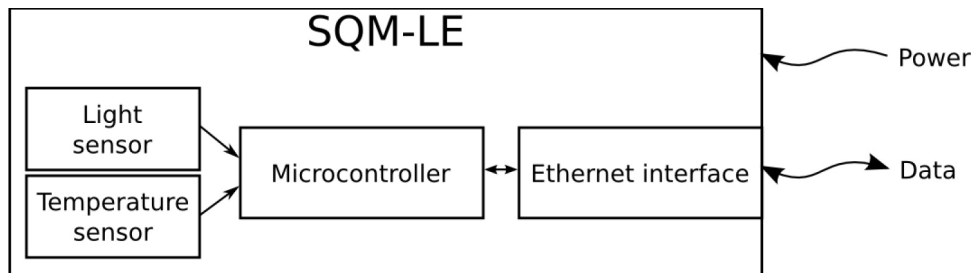 SQM-LE
Power
Light
sensor
Microcontroller
Ethernet interface
Data
Temperature
sensor